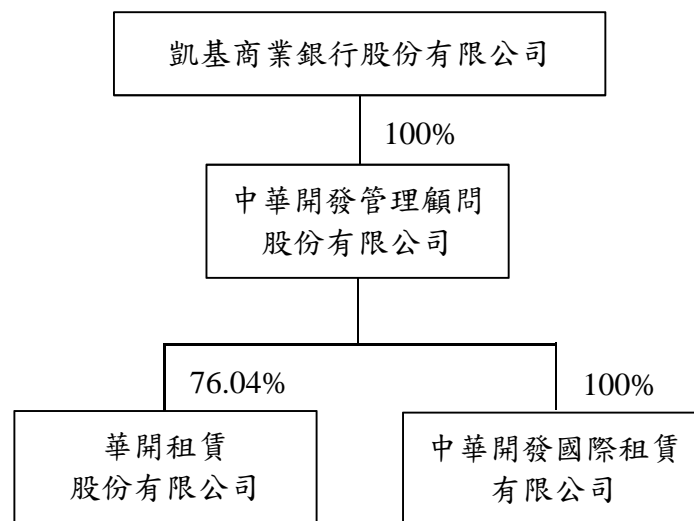 凱基商業銀行股份有限公司
100%
中華開發管理顧問
股份有限公司
76.04%
100%
華開租賃
股份有限公司
中華開發國際租賃
有限公司